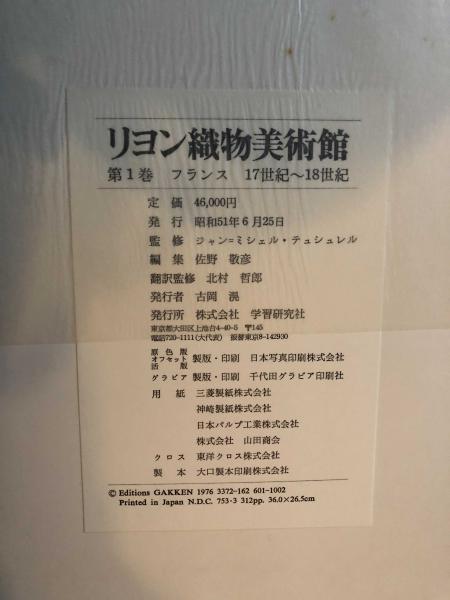 リヨン織物美術館
第1巻 フランス 17世紀〜18世紀
定価 46,000円
発行 昭和51年6月25日
監修 ジャン=ミシェル・テュシュレル
編集 佐野 敬彦
翻訳監修 北村 哲郎
発行者 古岡 滉
発行所 株式会社 学習研究社
東京都大田区上池台4-40-5 〒145
電話720-1111(大代表) 振替東京8-142930
原色版
オフセット 製版・印刷 日本写真印刷株式会社
活版
グラビア 製版・印刷 千代田グラビア印刷社
用紙 三菱製紙株式会社
神崎製紙株式会社
日本パルプ工業株式会社
株式会社 山田商会
クロス 東洋クロス株式会社
製本 大口製本印刷株式会社
© Editions GAKKEN 1976 3372-162 601-1002
Printed in Japan N.D.C. 753·3 312pp. 36.0×26.5cm